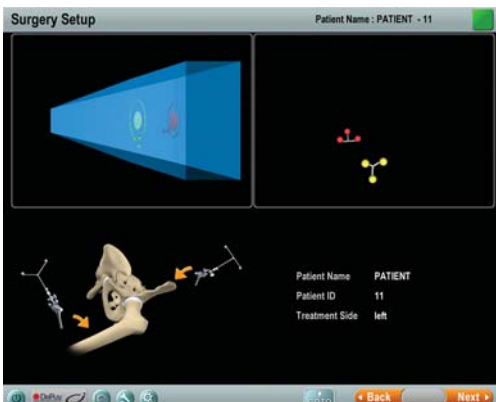 Surgery Setup
Patient Name : PATIENT - 11
Patient Name PATIENT
Patient ID 11
Treatment Side left
DePuy
Back
Next